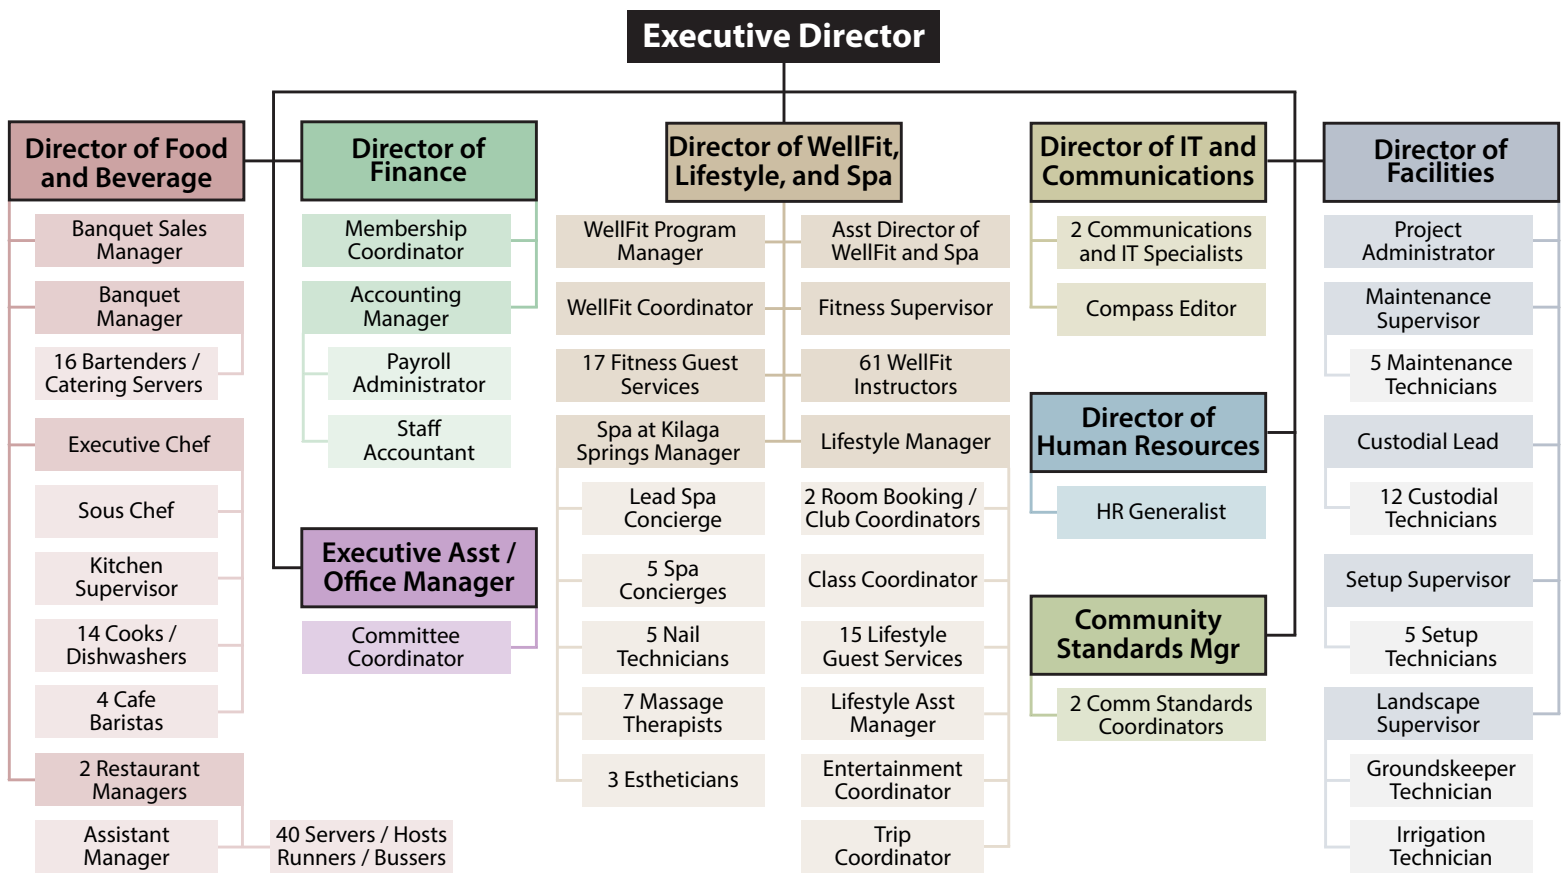 Executive Director
Director of Food
and Beverage
Banquet Sales
Manager
Banquet
Manager
16 Bartenders /
Catering Servers
Executive Chef
Sous Chef
Kitchen
Supervisor
14 Cooks /
Dishwashers
4 Cafe
Baristas
2 Restaurant
Managers
Assistant
Manager
40 Servers / Hosts
Runners / Bussers
Director of
Finance
Membership
Coordinator
Accounting
Manager
Payroll
Administrator
Staff
Accountant
Executive Asst /
Office Manager
Committee
Coordinator
Director of WellFit,
Lifestyle, and Spa
WellFit Program
Manager
WellFit Coordinator
17 Fitness Guest
Services
Spa at Kilaga
Springs Manager
Lead Spa
Concierge
5 Spa
Concierges
5 Nail
Technicians
7 Massage
Therapists
3 Estheticians
Asst Director of
WellFit and Spa
Fitness Supervisor
61 WellFit
Instructors
Lifestyle Manager
2 Room Booking /
Club Coordinators
Class Coordinator
15 Lifestyle
Guest Services
Lifestyle Asst
Manager
Entertainment
Coordinator
Trip
Coordinator
Director of IT and
Communications
2 Communications
and IT Specialists
Compass Editor
Director of
Human Resources
HR Generalist
Community
Standards Mgr
2 Comm Standards
Coordinators
Director of
Facilities
Project
Administrator
Maintenance
Supervisor
5 Maintenance
Technicians
Custodial Lead
12 Custodial
Technicians
Setup Supervisor
5 Setup
Technicians
Landscape
Supervisor
Groundskeeper
Technician
Irrigation
Technician